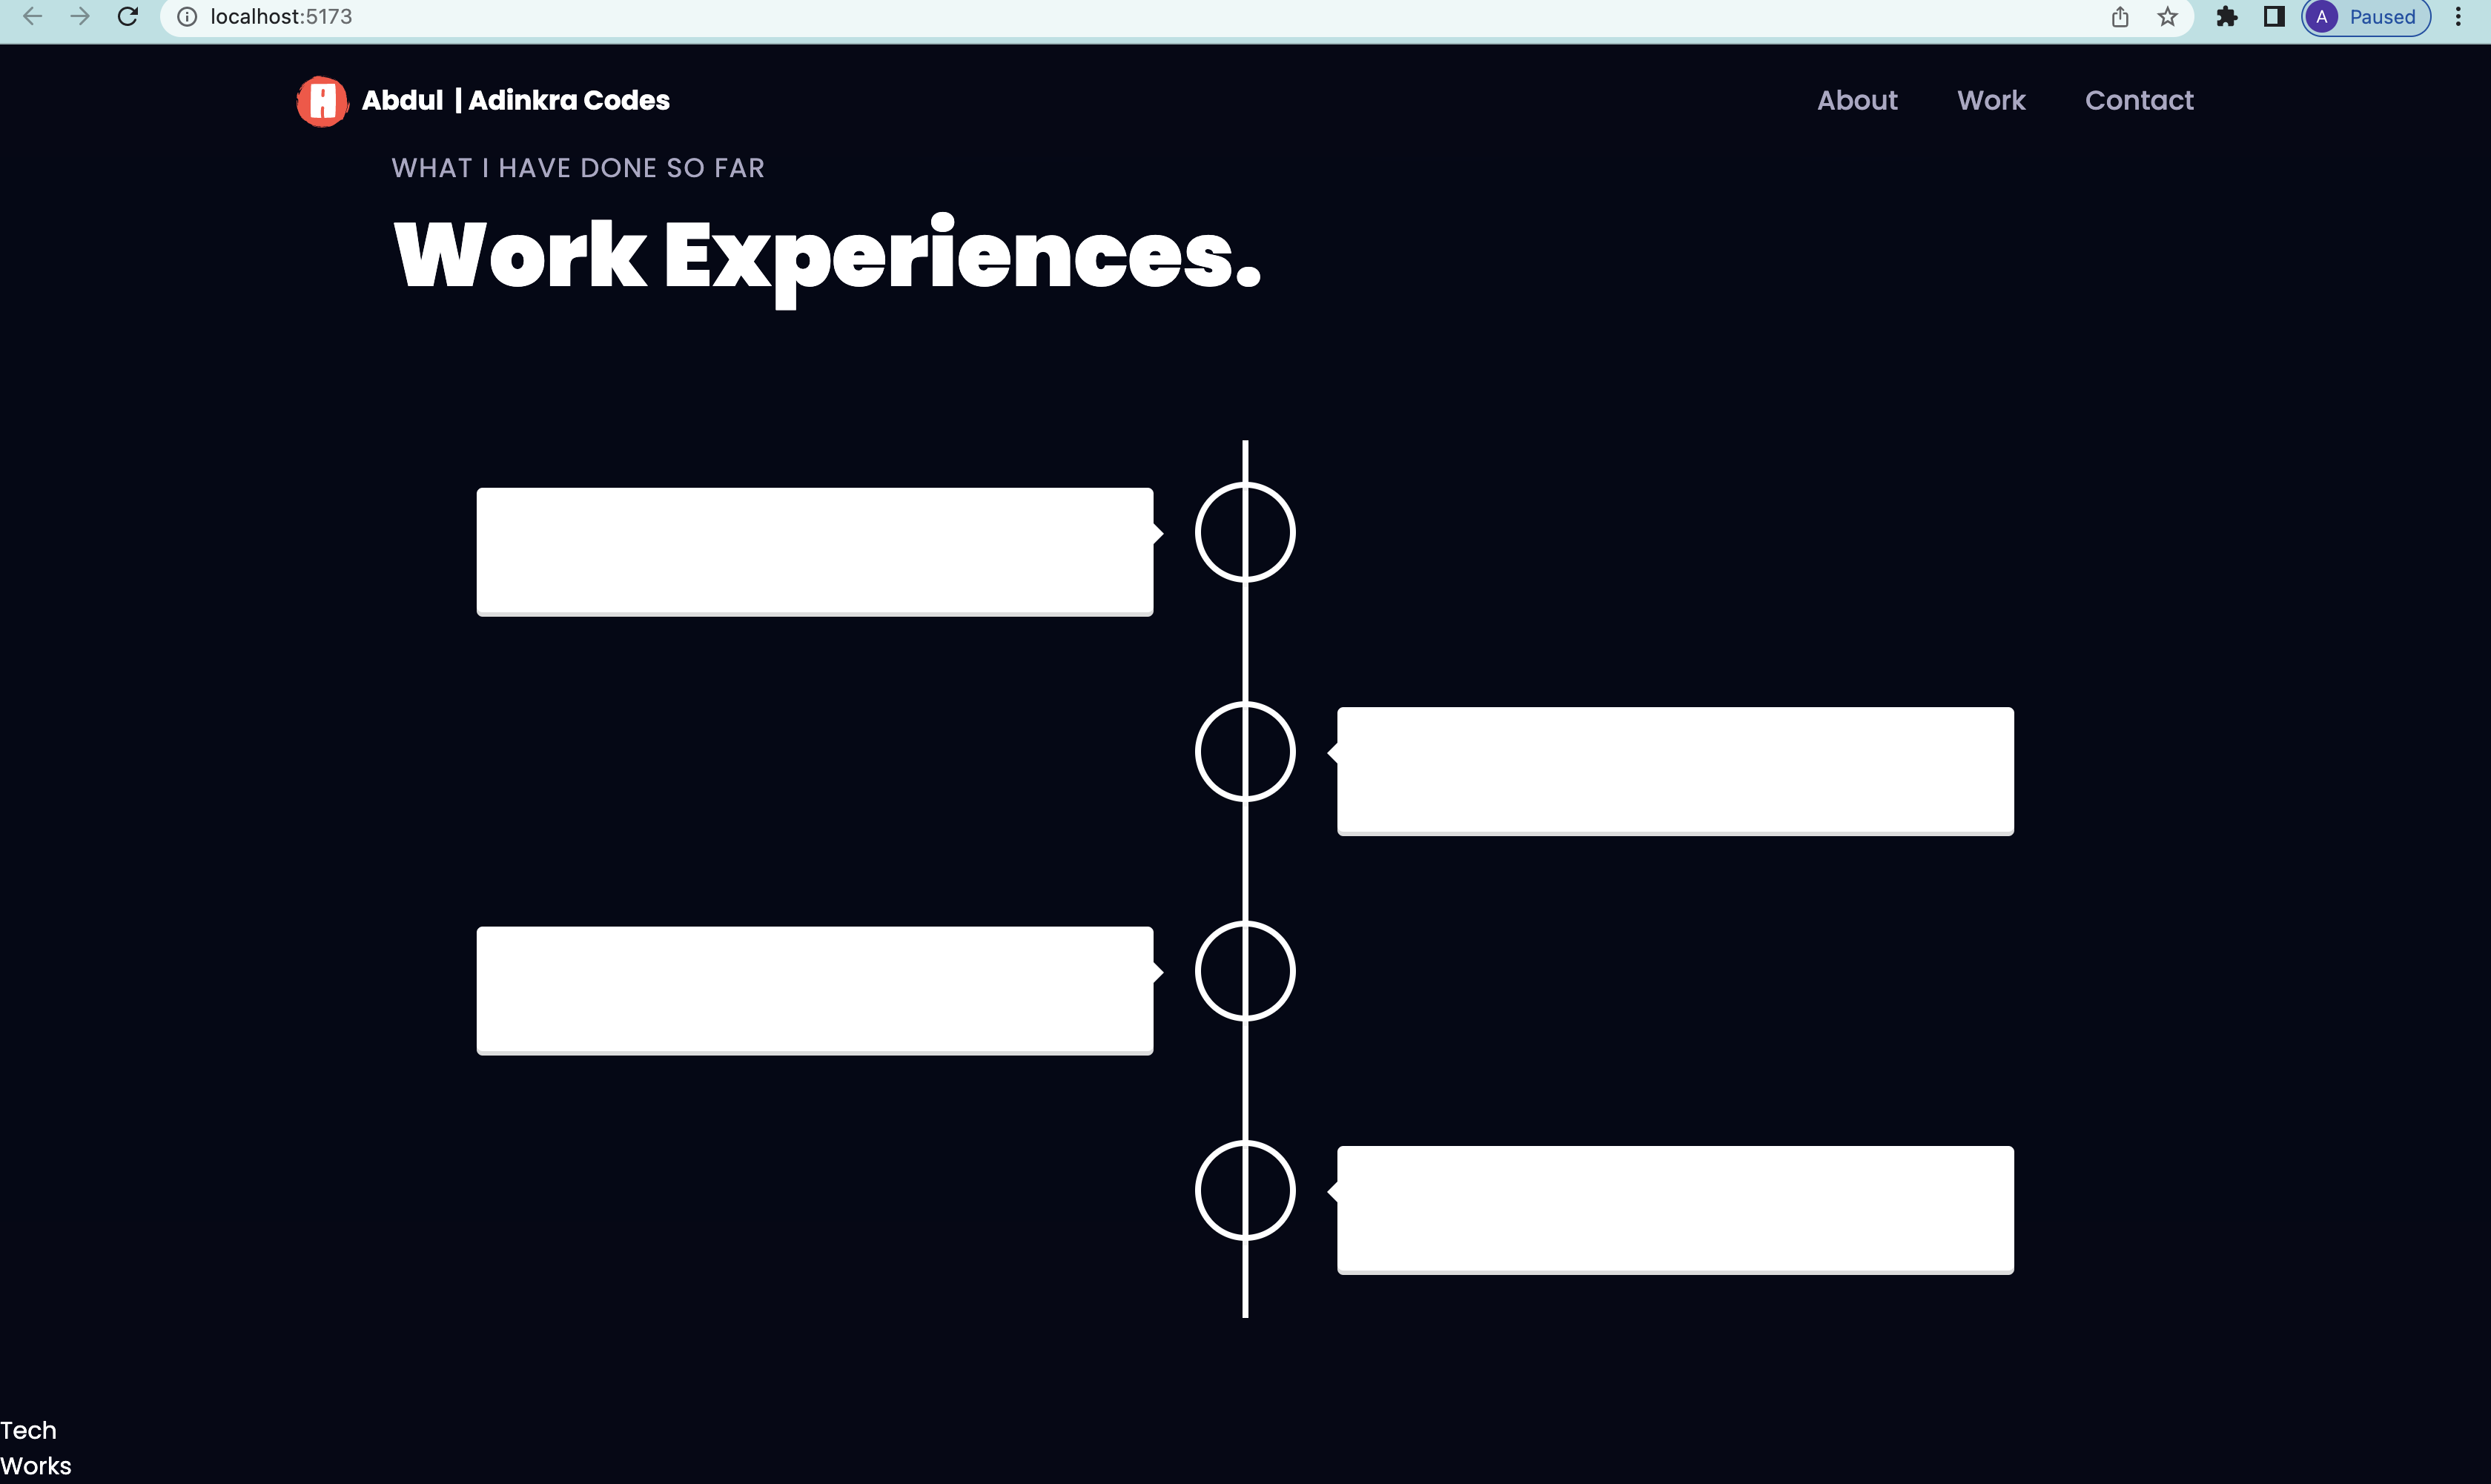 localhost:5173
A
Paused
Abdul | Adinkra Codes
About
Work
Contact
WHAT I HAVE DONE SO FAR
Work Experiences.
Tech
Works